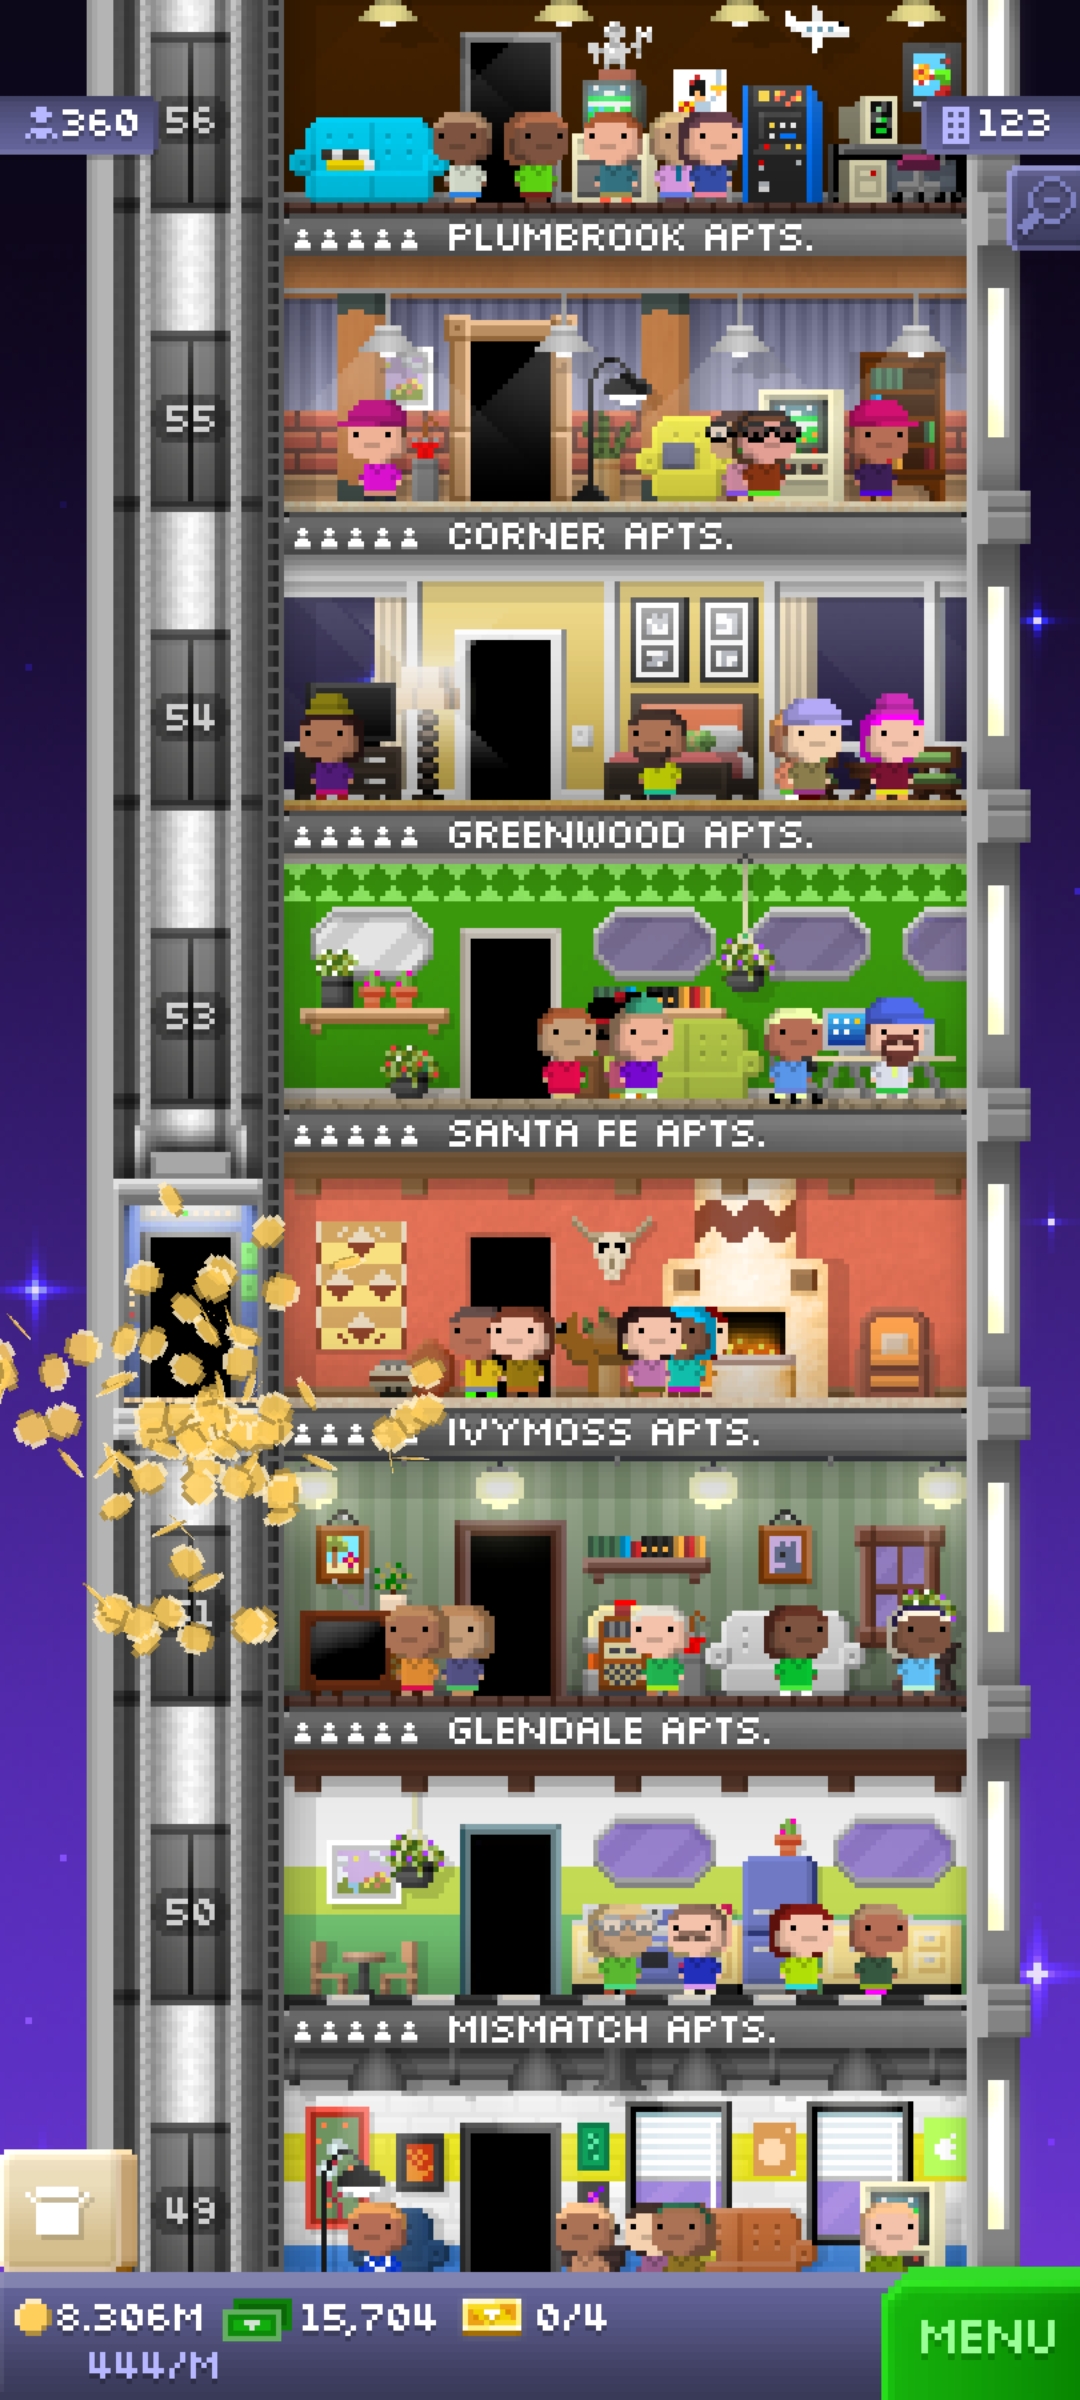 56
360
123
PLUMBROOK APTS.
55
CORNER APTS.
54
GREENWOOD APTS.
53
SANTA FE APTS.
IVYMOSS APTS.
51
GLENDALE APTS.
50
MISMATCH APTS.
49
8.306M 15,704 0/4
444/M
MENU